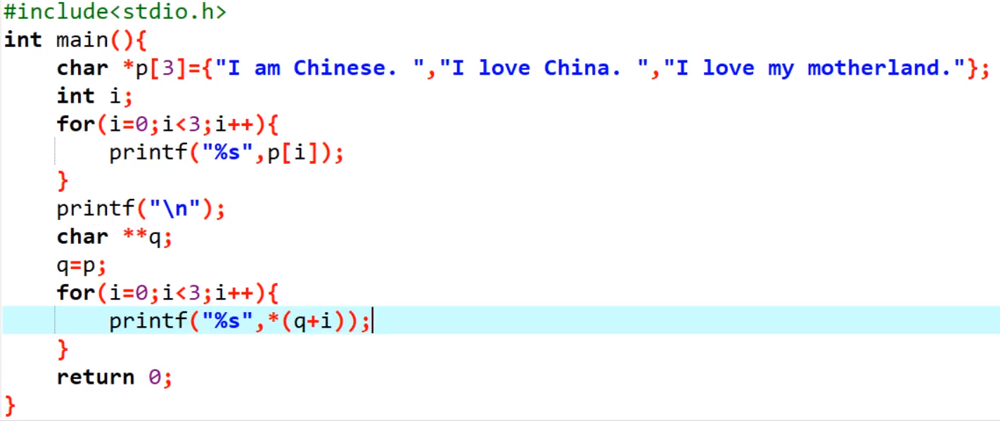 #include<stdio.h>
int main(){
    char *p[3]={"I am Chinese. ","I love China. ","I love my motherland."};
    int i;
    for(i=0;i<3;i++){
        printf("%s",p[i]);
    }
    printf("\n");
    char **q;
    q=p;
    for(i=0;i<3;i++){
        printf("%s",*(q+i));
    }
    return 0;
}